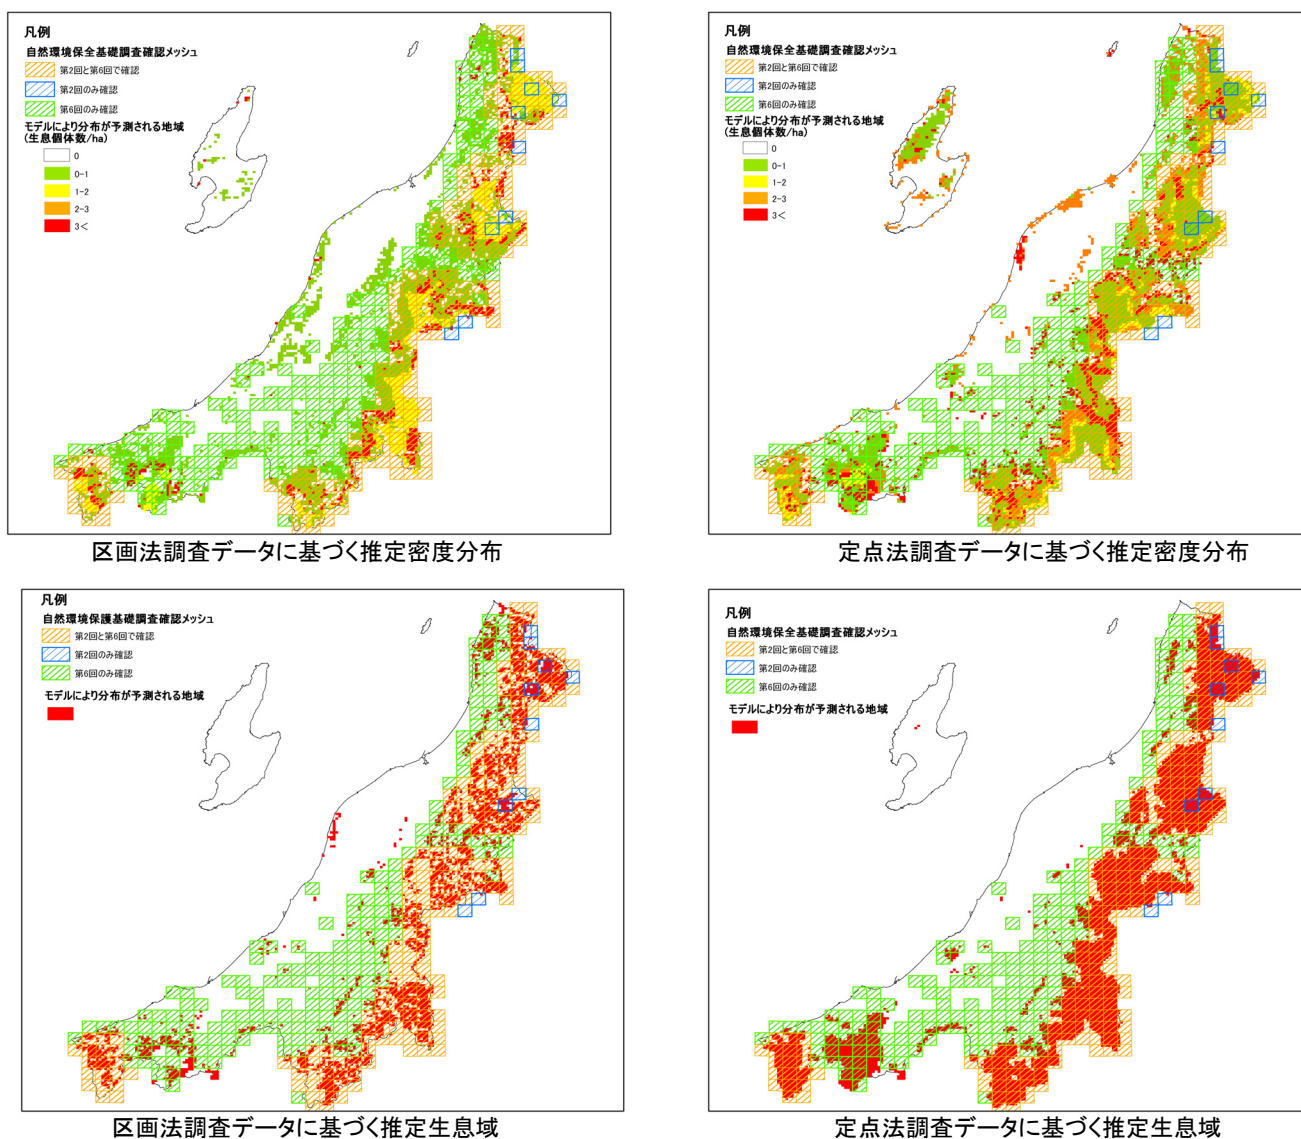 凡例
自然環境保全基礎調査確認メッシュ
第2回と第6回で確認
第2回のみ確認
第6回のみ確認
モデルにより分布が予測される地域
(生息個体数/ha)
0
0-1
1-2
2-3
3<
区画法調査データに基づく推定密度分布
凡例
自然環境保全基礎調査確認メッシュ
第2回と第6回で確認
第2回のみ確認
第6回のみ確認
モデルにより分布が予測される地域
(生息個体数/ha)
0
0-1
1-2
2-3
3<
定点法調査データに基づく推定密度分布
凡例
自然環境保護基礎調査確認メッシュ
第2回と第6回で確認
第2回のみ確認
第6回のみ確認
モデルにより分布が予測される地域
区画法調査データに基づく推定生息域
凡例
自然環境保全基礎調査確認メッシュ
第2回と第6回で確認
第2回のみ確認
第6回のみ確認
モデルにより分布が予測される地域
定点法調査データに基づく推定生息域